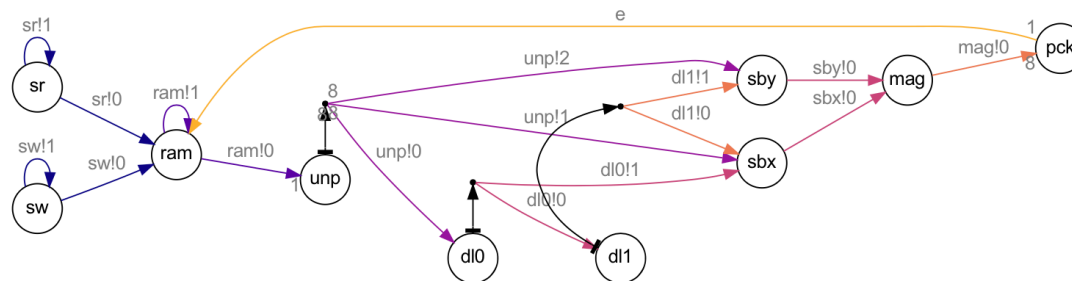 e
sr!1
sr
sr!0
ram!1
sw!1
sw
sw!0
ram
ram!0
1
unp
8
unp!2
unp!1
unp!0
dl0
dl0!1
dl0!0
dl1
dl1!1
dl1!0
sby
sbx
sby!0
sbx!0
mag
mag!0
1
8
pck